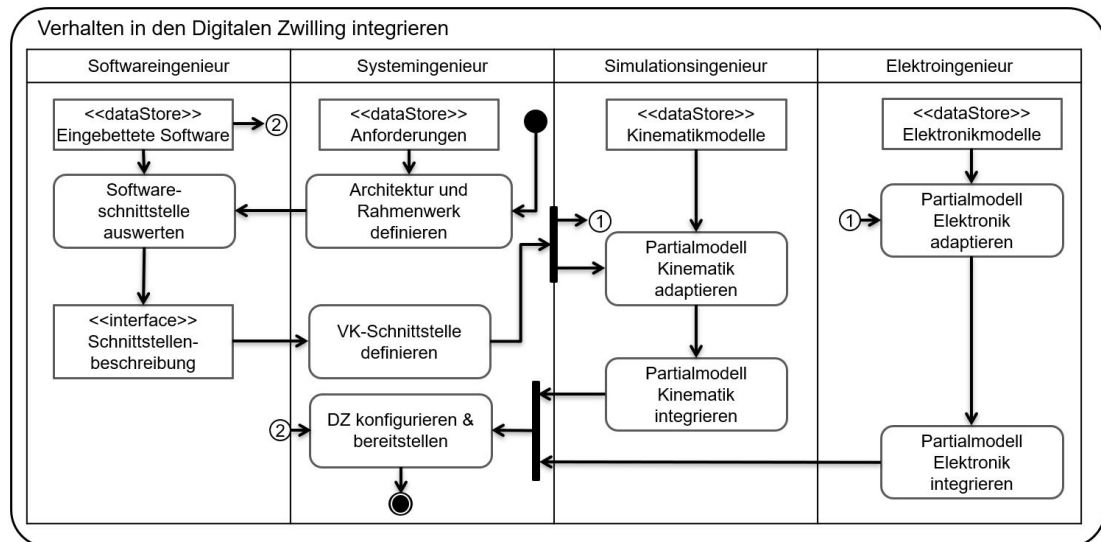 Verhalten in den Digitalen Zwilling integrieren
Softwareingenieur
Systemingenieur
Simulationsingenieur
Elektroingenieur
<<dataStore>>
Eingebettete Software
2
<<dataStore>>
Anforderungen
<<dataStore>>
Kinematikmodelle
<<dataStore>>
Elektronikmodelle
Software-
schnittstelle
auswerten
Architektur und
Rahmenwerk
definieren
1
Partialmodell
Kinematik
adaptieren
1
Partialmodell
Elektronik
adaptieren
<<interface>>
Schnittstellen-
beschreibung
VK-Schnittstelle
definieren
Partialmodell
Kinematik
integrieren
2
DZ konfigurieren &
bereitstellen
Partialmodell
Elektronik
integrieren